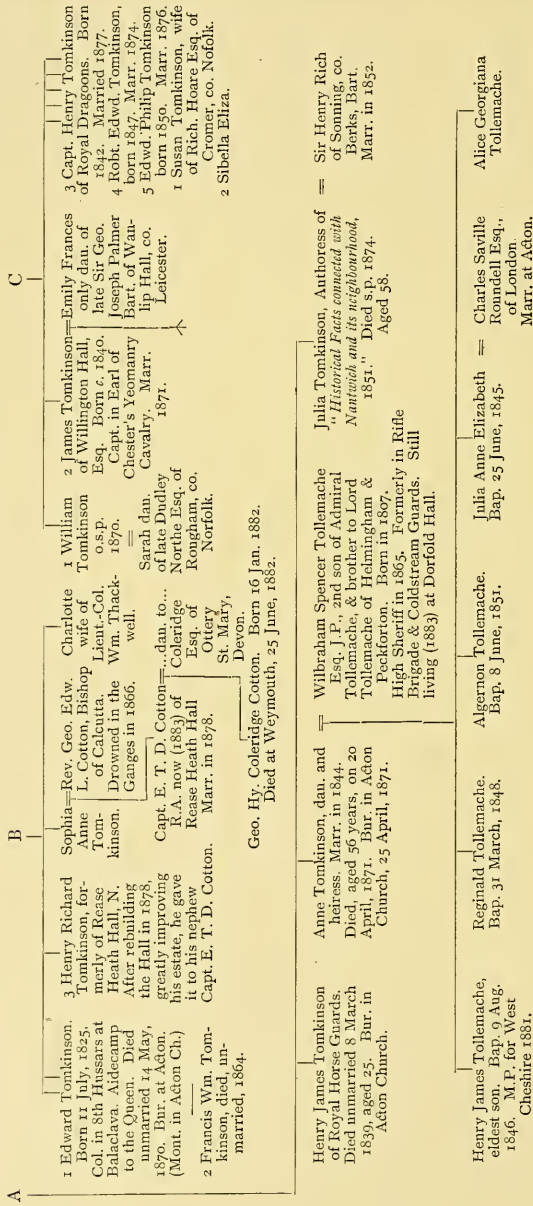 A
B
C
1 Edward Tomkinson.
Born 11 July, 1825.
Col. in 8th Hussars at
Balaclava. Aidecamp
to the Queen. Died
unmarried 14 May,
1870. Bur. at Acton.
(Mont. in Acton Ch.)
2 Francis Wm. Tom-
kinson, died, un-
married, 1864.
3 Henry Richard
Tomkinson, for-
merly of Rease
Heath Hall, N.
After rebuilding
the Hall in 1878,
greatly improving
his estate, he gave
it to his nephew
Capt. E. T. D. Cotton.
Sophia
Anne
Tom-
kinson.
=
Rev. Geo. Edw.
L. Cotton, Bishop
of Calcutta.
Drowned in the
Ganges in 1866.
Charlotte
wife of
Lieut.-Col.
Wm. Thack-
well.
Capt. E. T. D. Cotton
R.A. now (1883) of
Rease Heath Hall
Marr. in 1878.
=
...dau. to...
Coleridge
Esq. of
Ottery
St. Mary,
Devon.
Geo. Hy. Coleridge Cotton. Born 16 Jan. 1882.
Died at Weymouth, 25 June, 1882.
1 William
Tomkinson
o.s.p.
1870.
=
Sarah dau.
of late Dudley
Northe Esq. of
Rougham, co.
Norfolk.
2 James Tomkinson
of Willington Hall,
Esq. Born c. 1840.
Capt. in Earl of
Chester's Yeomanry
Cavalry. Marr.
1871.
=
Emily Frances
only dau. of
late Sir Geo.
Joseph Palmer
Bart, of Wan-
lip Hall, co.
Leicester.
3 Capt. Henry Tomkinson
of Royal Dragoons. Born
1842. Married 1877.
4 Robt. Edwd. Tomkinson,
born 1847. Marr. 1874.
5 Edwd. Philip Tomkinson
born 1850. Marr. 1876.
1 Susan Tomkinson, wife
of Rich. Hoare Esq. of
Cromer, co. Nofolk.
2 Sibella Eliza.
Henry James Tomkinson
of Royal Horse Guards.
Died unmarried 8 March
1839, aged 25. Bur. in
Acton Church.
Anne Tomkinson, dau. and
heiress. Marr. in 1844.
Died, aged 56 years, on 20
April, 1871. Bur. in Acton
Church, 25 April, 1871.
=
Wilbraham Spencer Tollemache
Esq. J.P., 2nd son of Admiral
Tollemache, & brother to Lord
Tollemache of Helmingham &
Peckforton. Born in 1807.
High Sheriff in 1865. Formerly in Rifle
Brigade & Coldstream Guards. Still
living (1883) at Dorfold Hall.
Julia Tomkinson, Authoress of
"Historical Facts connected with
Nantwich and its neighbourhood,
1851." Died s.p. 1874.
Aged 58.
=
Sir Henry Rich
of Sonning, co.
Berks, Bart.
Marr. in 1852.
Henry James Tollemache,
eldest son. Bap. 9 Aug.
1846. M.P. for West
Cheshire 1881.
Reginald Tollemache.
Bap. 31 March, 1848.
Algernon Tollemache.
Bap. 8 June, 1851.
Julia Anne Elizabeth
Bap. 25 June, 1845.
=
Charles Saville
Roundell Esq.,
of London.
Marr. at Acton,
Alice Georgiana
Tollemache.